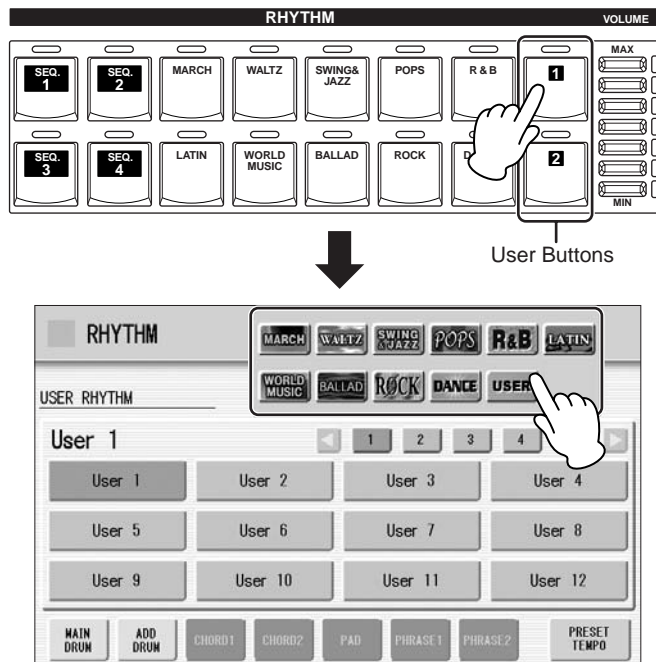 RHYTHM VOLUME
MAX
SEQ. 1 SEQ. 2 MARCH WALTZ SWING& JAZZ POPS R & B 1
SEQ. 3 SEQ. 4 LATIN WORLD MUSIC BALLAD ROCK 2
MIN
User Buttons
RHYTHM
MARCH WALTZ SWING &JAZZ POPS R&B LATIN
WORLD MUSIC BALLAD ROCK DANCE USER
USER RHYTHM
User 1 1 2 3 4
User 1 User 2 User 3 User 4
User 5 User 6 User 7 User 8
User 9 User 10 User 11 User 12
MAIN DRUM ADD DRUM CHORD1 CHORD2 PAD PHRASE1 PHRASE2 PRESET TEMPO